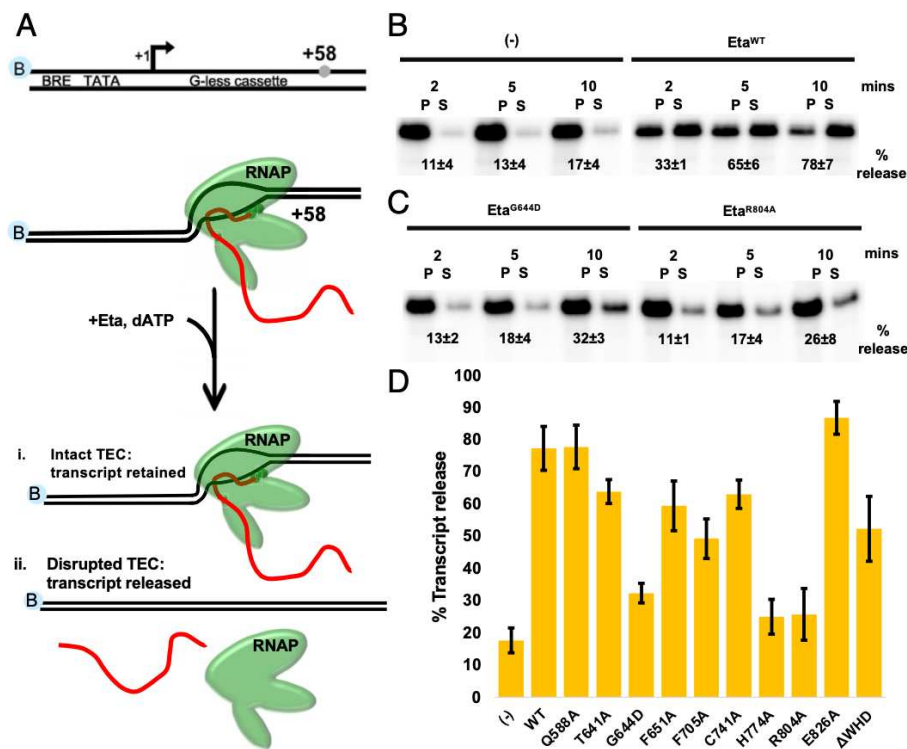 A
+1
+58
B
BRE TATA G-less cassette
RNAP
+58
B
+Eta, dATP
i. Intact TEC:
transcript retained
RNAP
B
ii. Disrupted TEC:
transcript released
B
RNAP
B
(-) Eta^WT
2 5 10 2 5 10 mins
P S P S P S P S P S P S
11±4 13±4 17±4 33±1 65±6 78±7 % release
C
Eta^G644D Eta^R804A
2 5 10 2 5 10 mins
P S P S P S P S P S P S
13±2 18±4 32±3 11±1 17±4 26±8 % release
D
% Transcript release
100
90
80
70
60
50
40
30
20
10
0
(-) WT Q588A T641A G644D F651A F705A C741A H774A R804A E826A ΔWHD